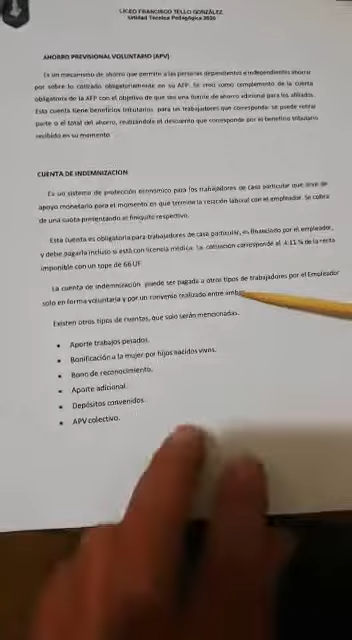 LICEO FRANCISCO TELLO GONZÁLEZ
Unidad Técnica Pedagógica 2020
AHORRO PREVISIONAL VOLUNTARIO (APV)
Es un mecanismo de ahorro que permite a las personas dependientes e independientes ahorrar
por sobre lo cotizado obligatoriamente en su AFP. Se creó como complemento de la cuenta
obligatoria de la AFP con el objetivo de que sea una fuente de ahorro adicional para los afiliados.
Esta cuenta tiene beneficios tributarios para los trabajadores que corresponda. se puede retirar
parte o el total del ahorro, realizándole el descuento que corresponde por el beneficio tributario
recibido en su momento.
CUENTA DE INDEMNIZACION
Es un sistema de protección económico para los trabajadores de casa particular que sirve de
apoyo monetario para el momento en que termine la relación laboral con el empleador. Se cobra
de una cuota presentando el finiquito respectivo.
Esta cuenta es obligatoria para trabajadores de casa particular, es financiado por el empleador,
y debe pagarla incluso si está con licencia médica. La cotización corresponde al 4.11 % de la renta
imponible con un tope de 66 UF
La cuenta de indemnización puede ser pagada a otros tipos de trabajadores por el Empleador
solo en forma voluntaria y por un convenio realizado entre ambos.
Existen otros tipos de cuentas, que solo serán mencionadas.
• Aporte trabajos pesados.
• Bonificación a la mujer por hijos nacidos vivos.
• Bono de reconocimiento.
• Aporte adicional.
• Depósitos convenidos.
• APV colectivo.